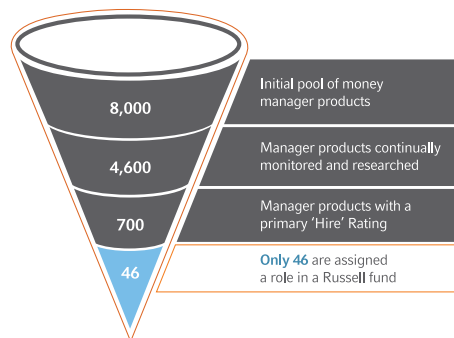 8,000
Initial pool of money
manager products
4,600
Manager products continually
monitored and researched
700
Manager products with a
primary 'Hire' Rating
46
Only 46 are assigned
a role in a Russell fund